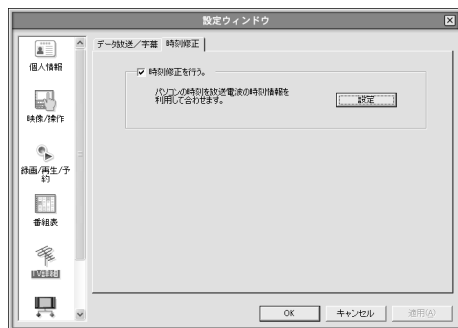 設定ウィンドウ
個人情報
映像/操作
録画/再生/予
約
番組表
データ放送/字幕
時刻修正
時刻修正を行う。
パソコンの時刻を放送電波の時刻情報を
利用して合わせます。
設定
OK
キャンセル
適用(A)